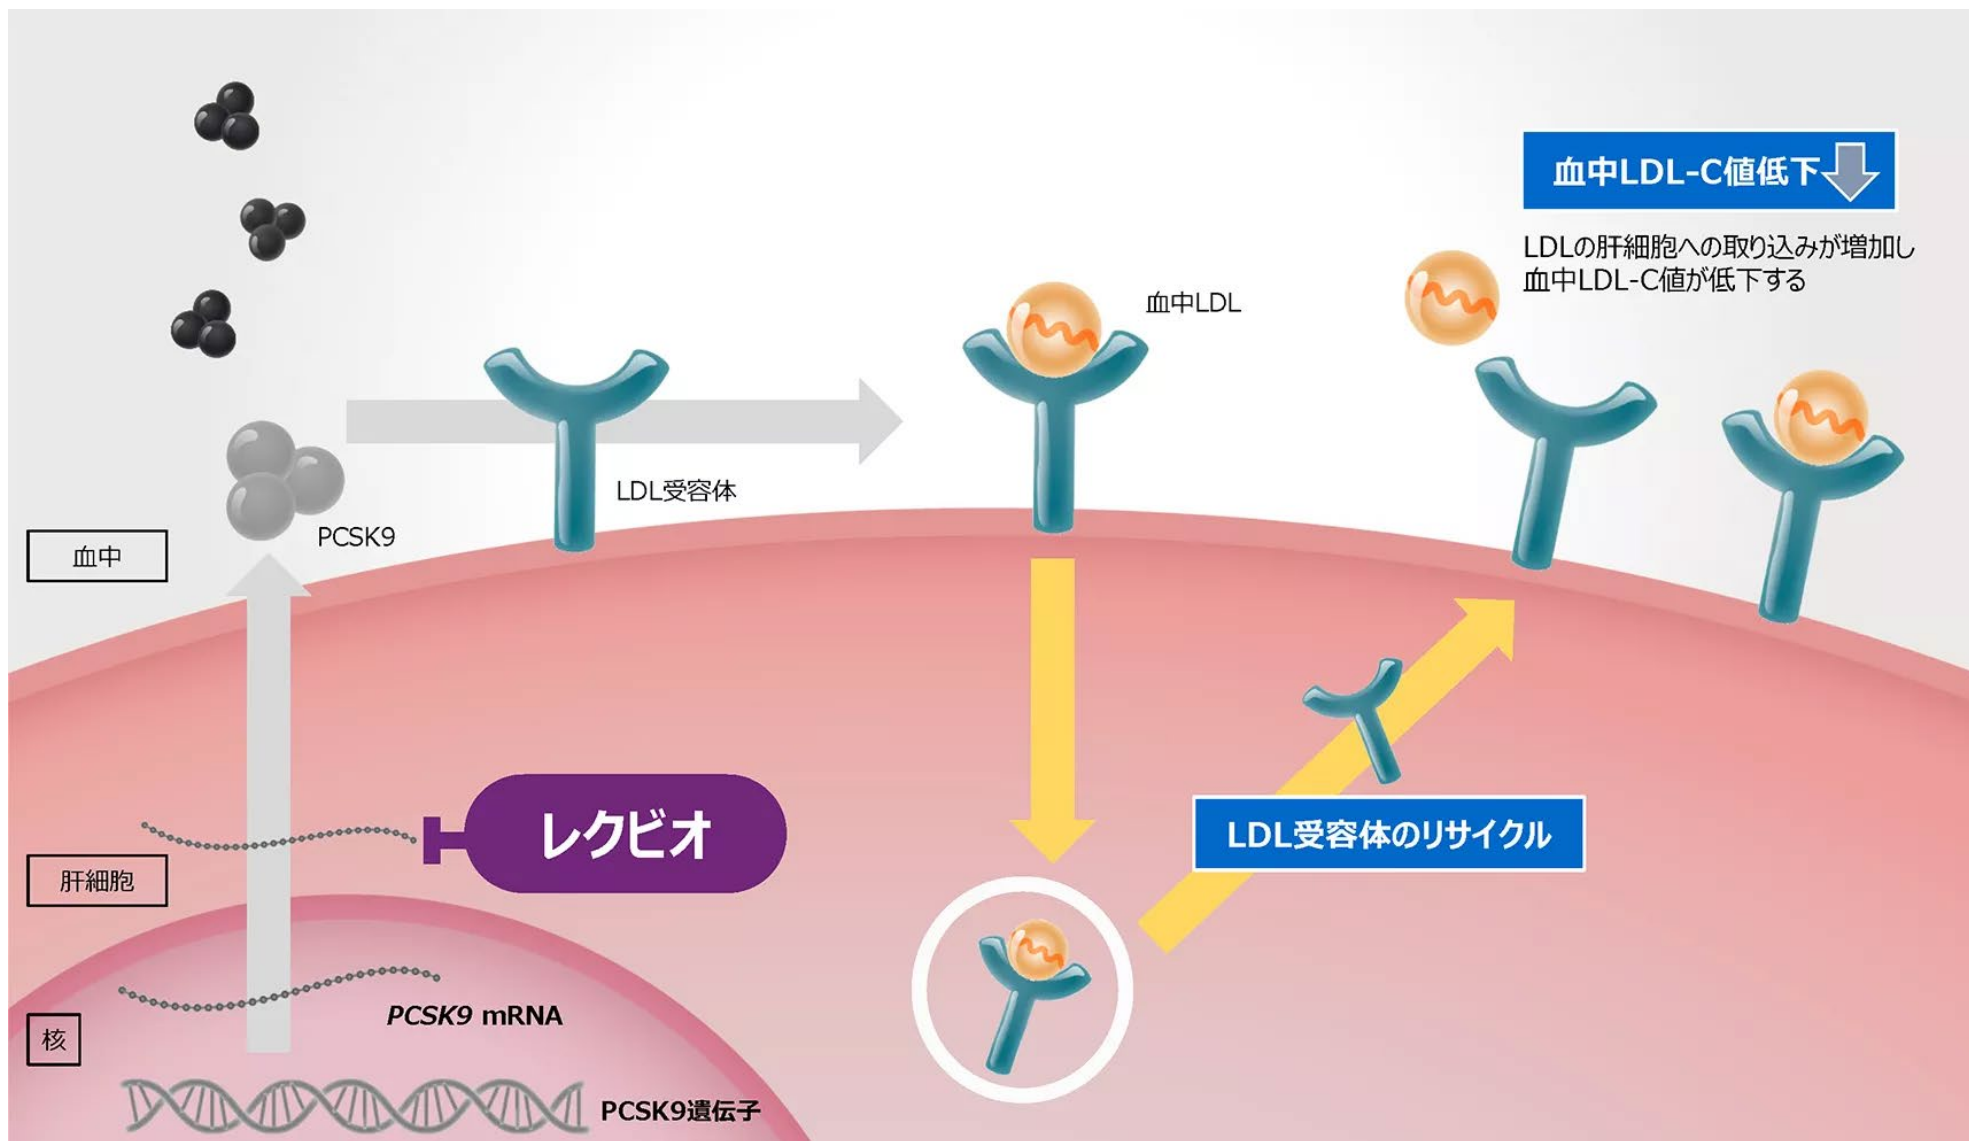 血中LDL-C値低下
LDLの肝細胞への取り込みが増加し
血中LDL-C値が低下する
血中LDL
LDL受容体
PCSK9
血中
レクビオ
LDL受容体のリサイクル
肝細胞
PCSK9 mRNA
核
PCSK9遺伝子